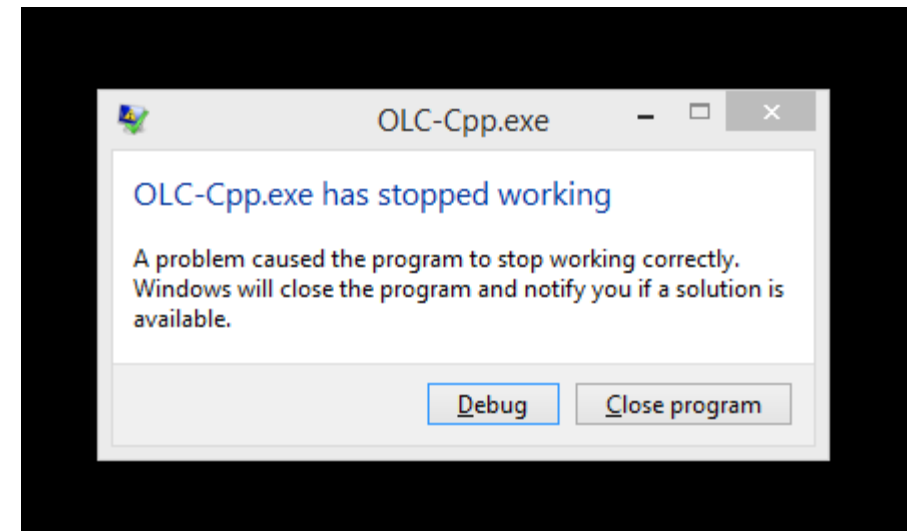 OLC-Cpp.exe
OLC-Cpp.exe has stopped working
A problem caused the program to stop working correctly.
Windows will close the program and notify you if a solution is
available.
Debug
Close program